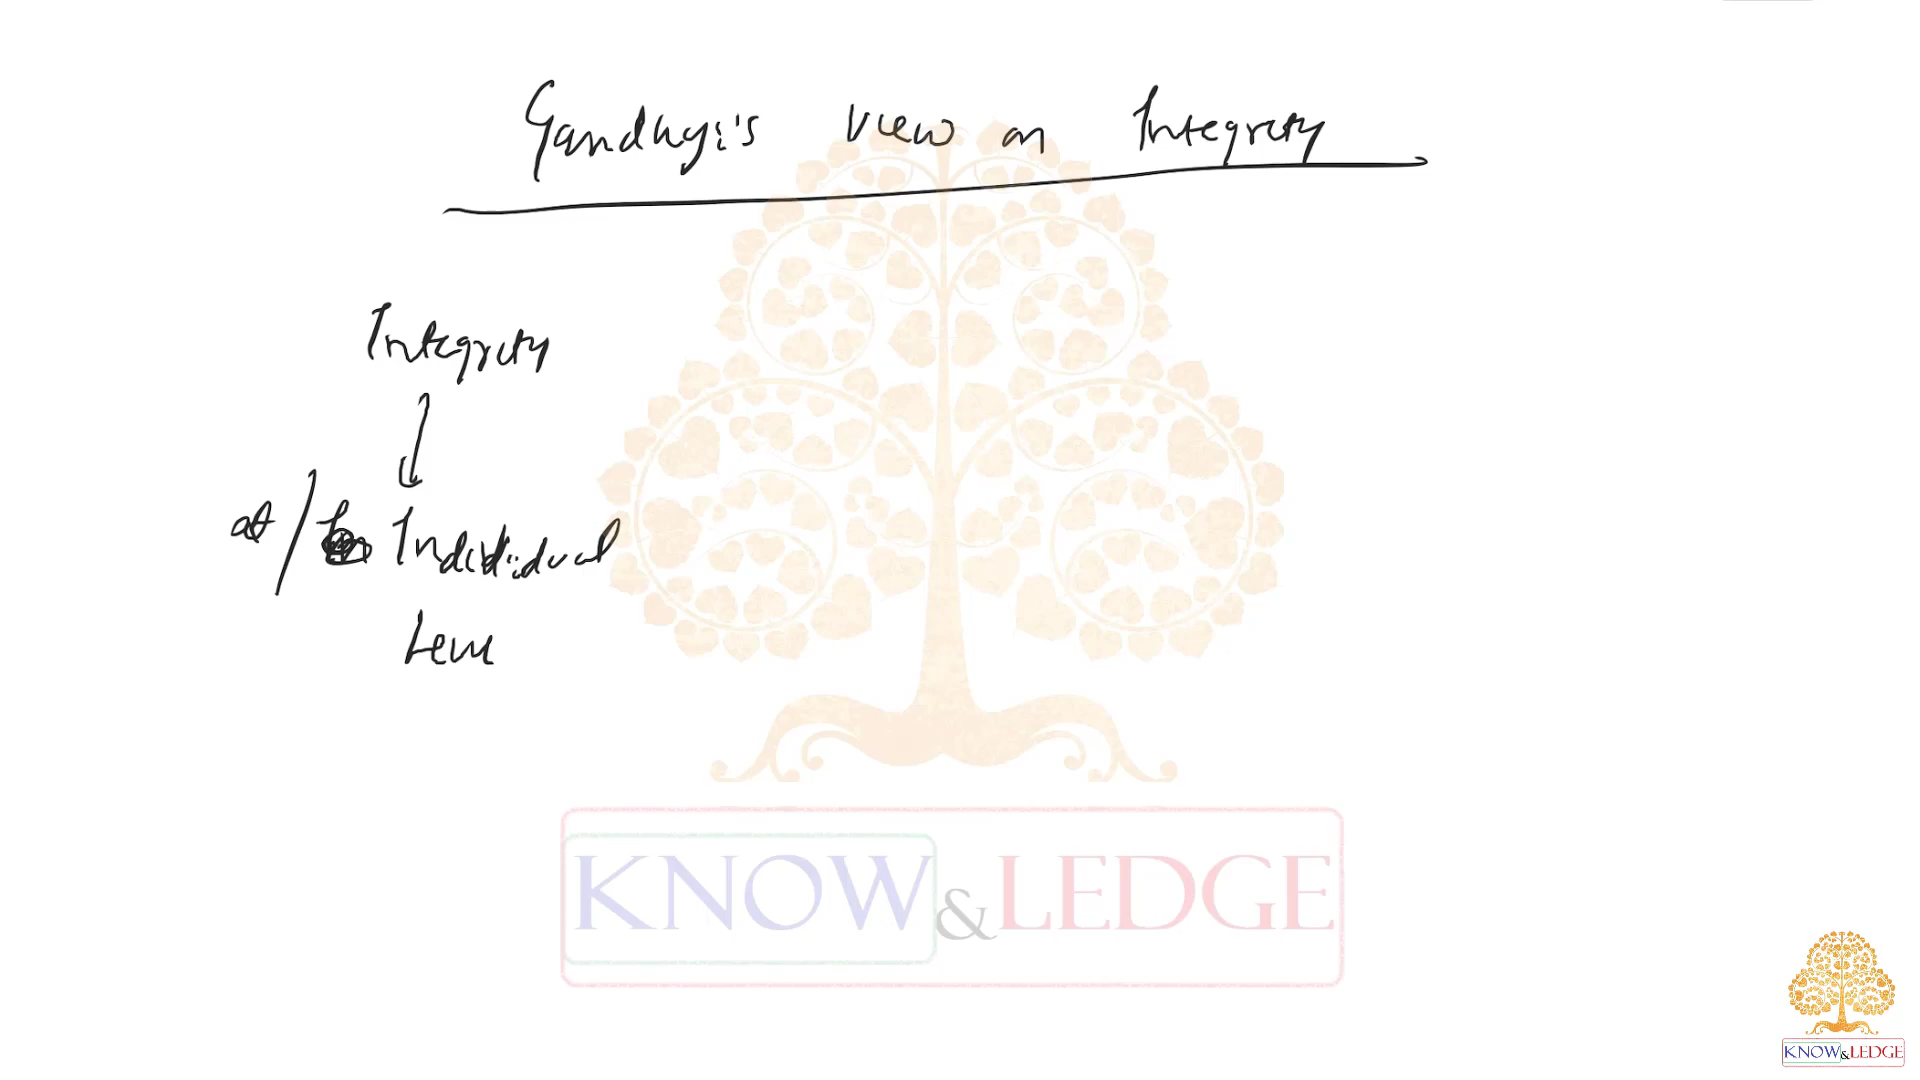 Gandhiji's view on Integrity
Integrity
at / Individual
Level
KNOW&LEDGE
KNOW&LEDGE